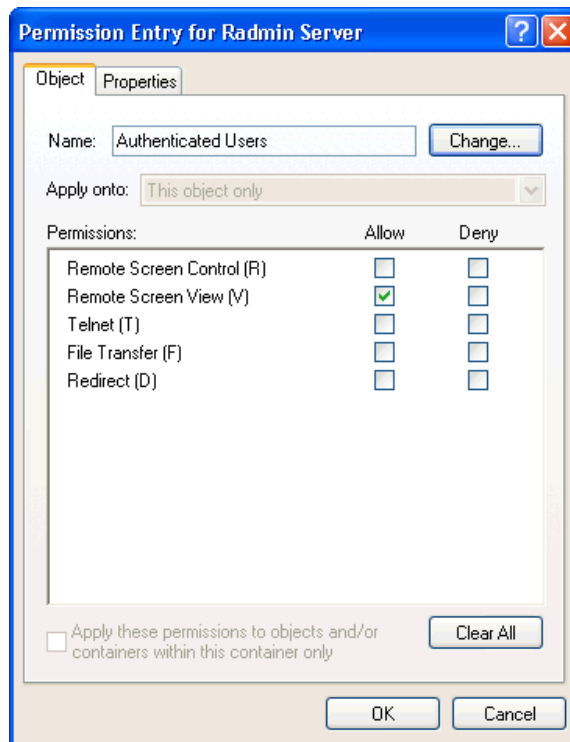 Permission Entry for Radmin Server
Object Properties
Name: Authenticated Users Change...
Apply onto: This object only
Permissions: Allow Deny
Remote Screen Control (R)
Remote Screen View (V)
Telnet (T)
File Transfer (F)
Redirect (D)
Apply these permissions to objects and/or
containers within this container only
Clear All
OK Cancel